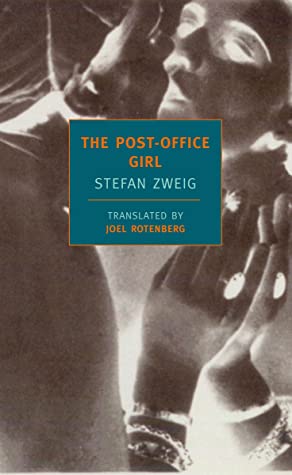 THE POST-OFFICE
GIRL
STEFAN ZWEIG
TRANSLATED BY
JOEL ROTENBERG